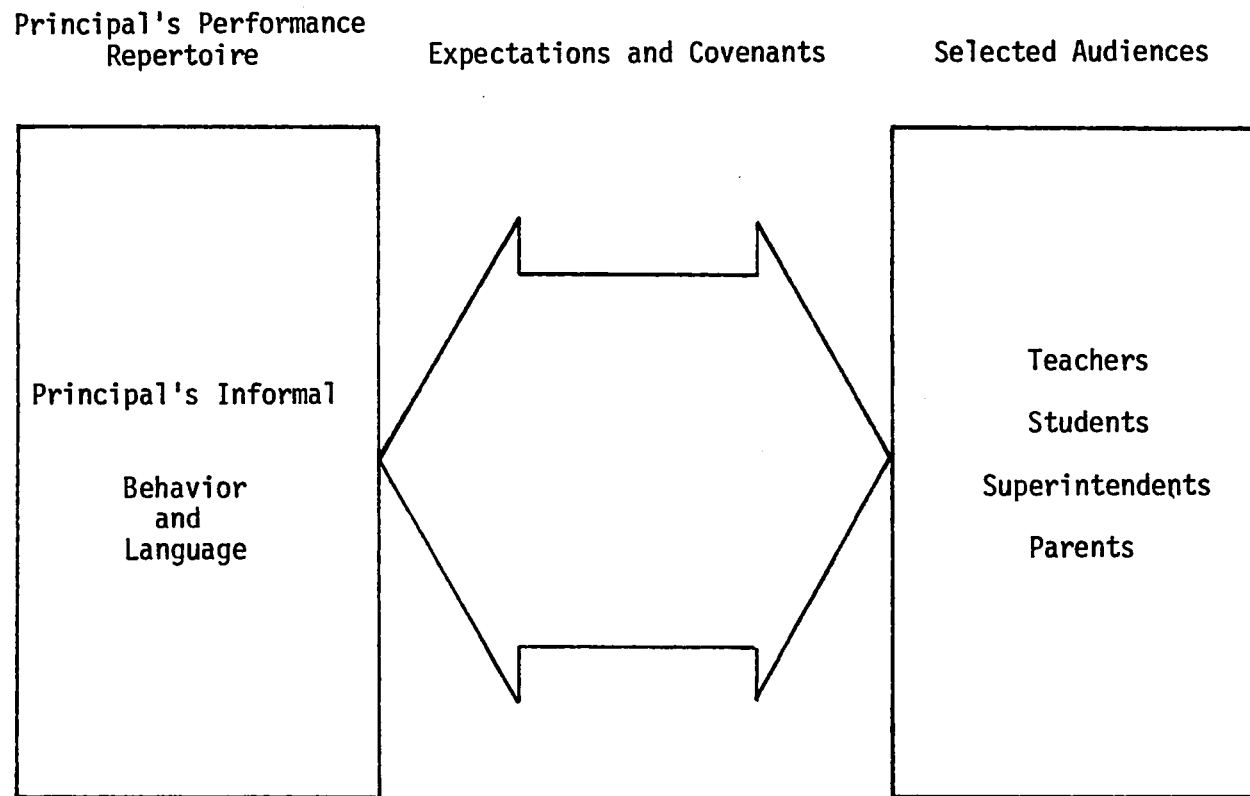 Principal's Performance
Repertoire
Expectations and Covenants
Selected Audiences
Principal's Informal
Behavior
and
Language
Teachers
Students
Superintendents
Parents